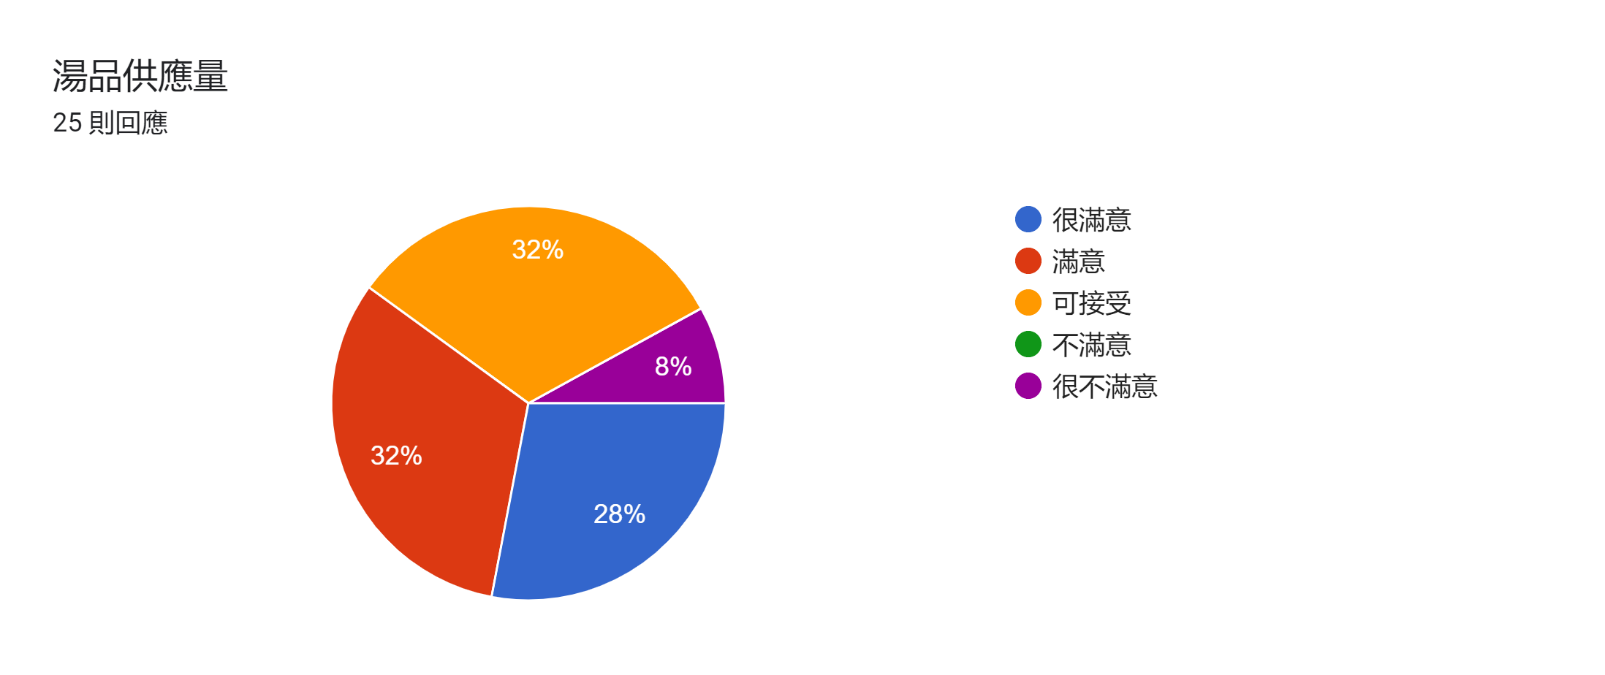 湯品供應量
25 則回應
32%
8%
32%
28%
很滿意
滿意
可接受
不滿意
很不滿意